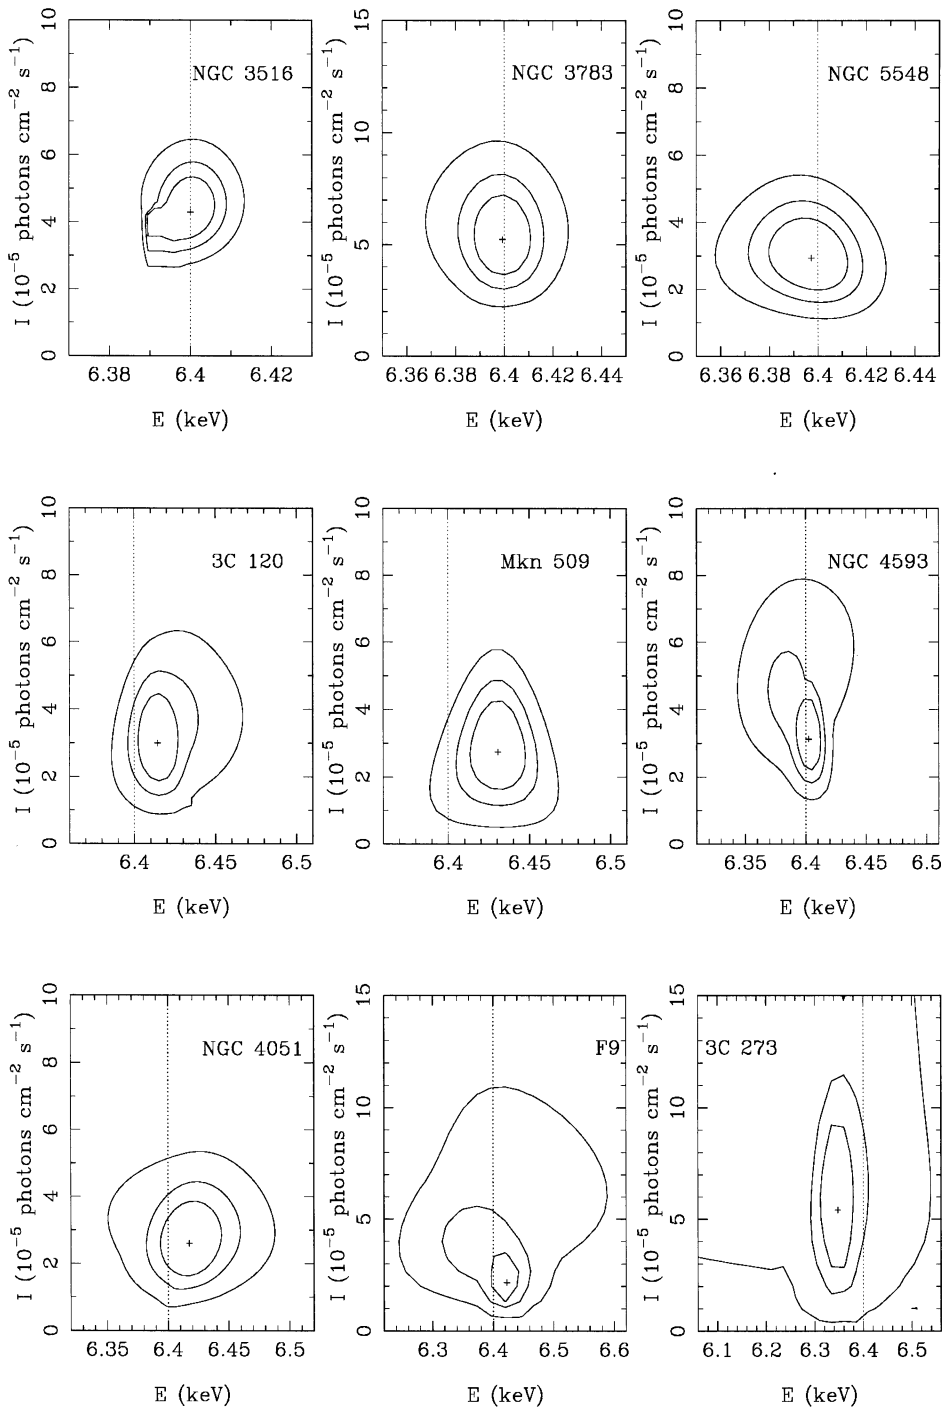 NGC 3516
I (10⁻⁵ photons cm⁻² s⁻¹)
0 2 4 6 8 10
6.38 6.4 6.42
E (keV)
NGC 3783
I (10⁻⁵ photons cm⁻² s⁻¹)
0 5 10 15
6.36 6.38 6.4 6.42 6.44
E (keV)
NGC 5548
I (10⁻⁵ photons cm⁻² s⁻¹)
0 2 4 6 8 10
6.36 6.38 6.4 6.42 6.44
E (keV)
3C 120
I (10⁻⁵ photons cm⁻² s⁻¹)
0 2 4 6 8 10
6.4 6.45 6.5
E (keV)
Mkn 509
I (10⁻⁵ photons cm⁻² s⁻¹)
0 2 4 6 8 10
6.4 6.45 6.5
E (keV)
NGC 4593
I (10⁻⁵ photons cm⁻² s⁻¹)
0 2 4 6 8 10
6.35 6.4 6.45 6.5
E (keV)
NGC 4051
I (10⁻⁵ photons cm⁻² s⁻¹)
0 2 4 6 8 10
6.35 6.4 6.45 6.5
E (keV)
F9
I (10⁻⁵ photons cm⁻² s⁻¹)
0 5 10 15
6.3 6.4 6.5 6.6
E (keV)
3C 273
I (10⁻⁵ photons cm⁻² s⁻¹)
0 5 10 15
6.1 6.2 6.3 6.4 6.5
E (keV)